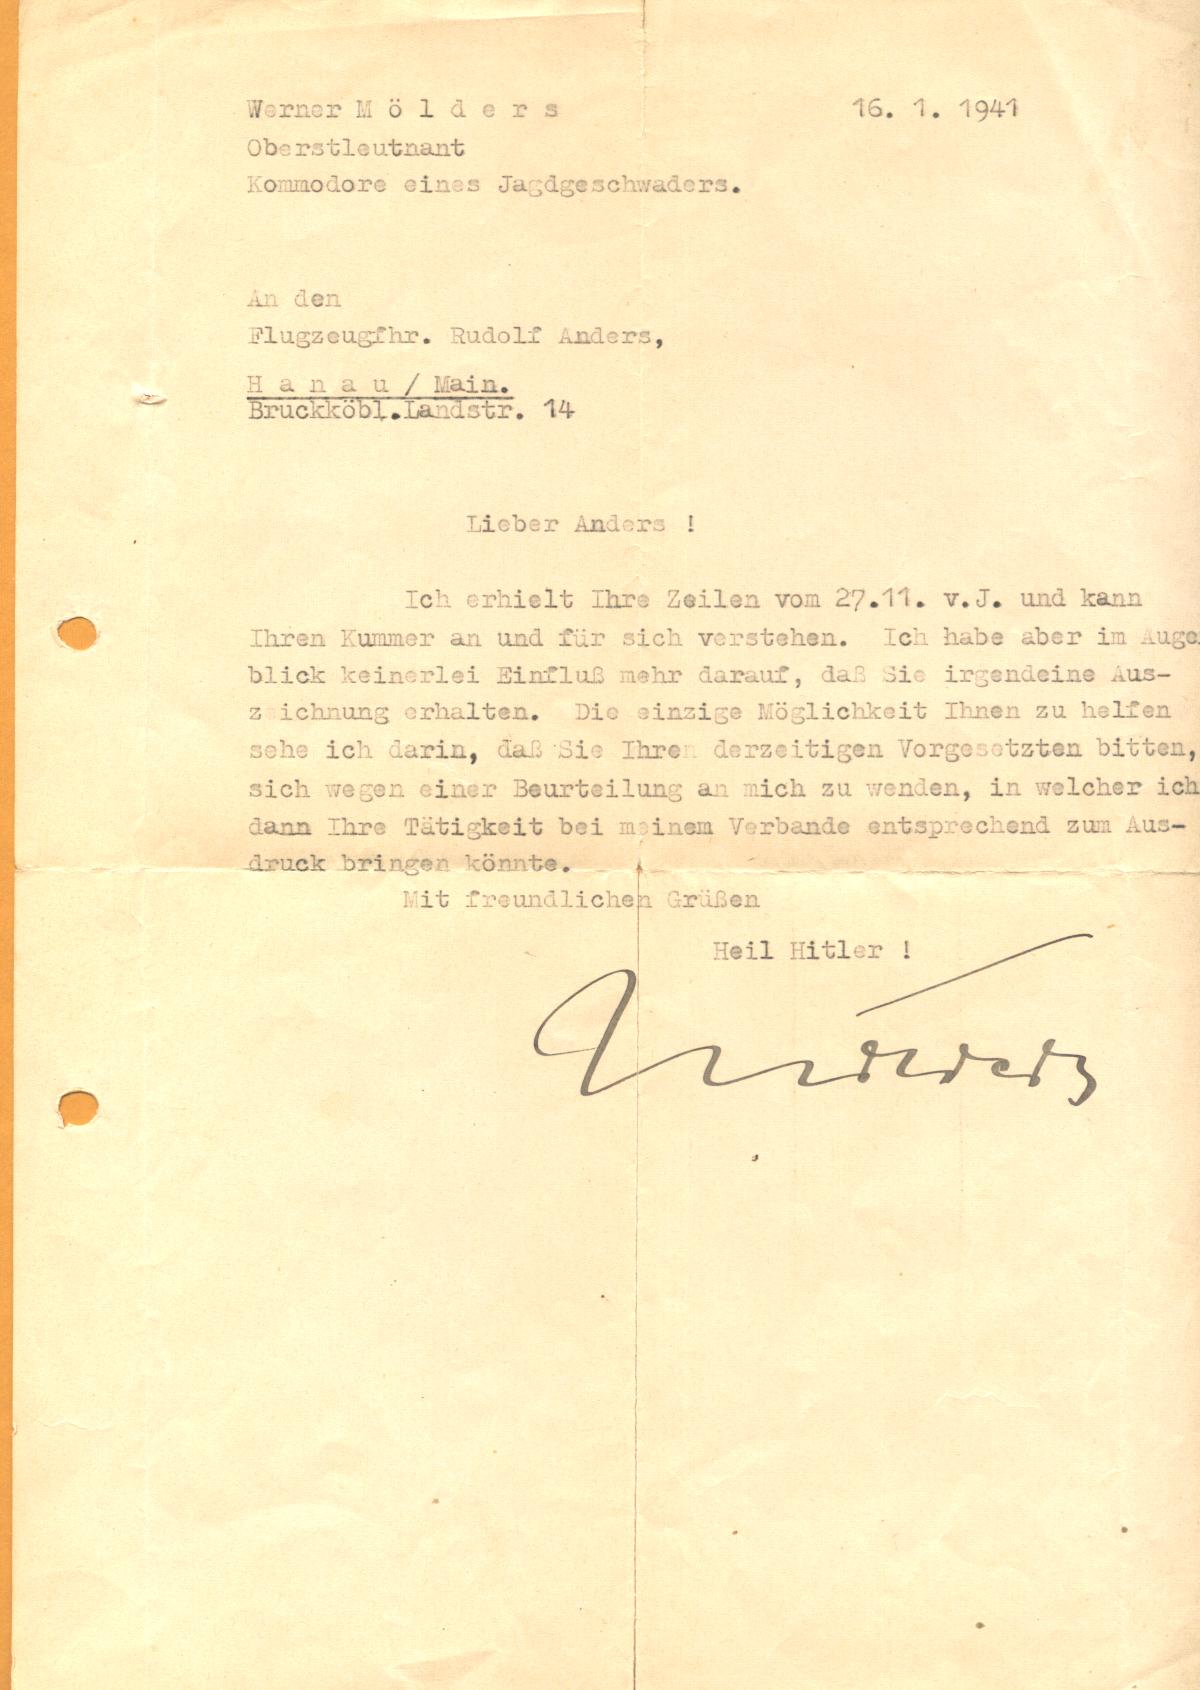 Werner M ö l d e r s 16. 1. 1941
Oberstleutnant
Kommodore eines Jagdgeschwaders.
An den
Flugzeugfhr. Rudolf Anders,
H a n a u / Main.
Bruckköbl.Landstr. 14
Lieber Anders !
Ich erhielt Ihre Zeilen vom 27.11. v.J. und kann
Ihren Kummer an und für sich verstehen. Ich habe aber im Auge
blick keinerlei Einfluß mehr darauf, daß Sie irgendeine Aus-
zeichnung erhalten. Die einzige Möglichkeit Ihnen zu helfen
sehe ich darin, daß Sie Ihren derzeitigen Vorgesetzten bitten,
sich wegen einer Beurteilung an mich zu wenden, in welcher ich
dann Ihre Tätigkeit bei meinem Verbande entsprechend zum Aus-
druck bringen könnte.
Mit freundlichen Grüßen
Heil Hitler !
Mölders